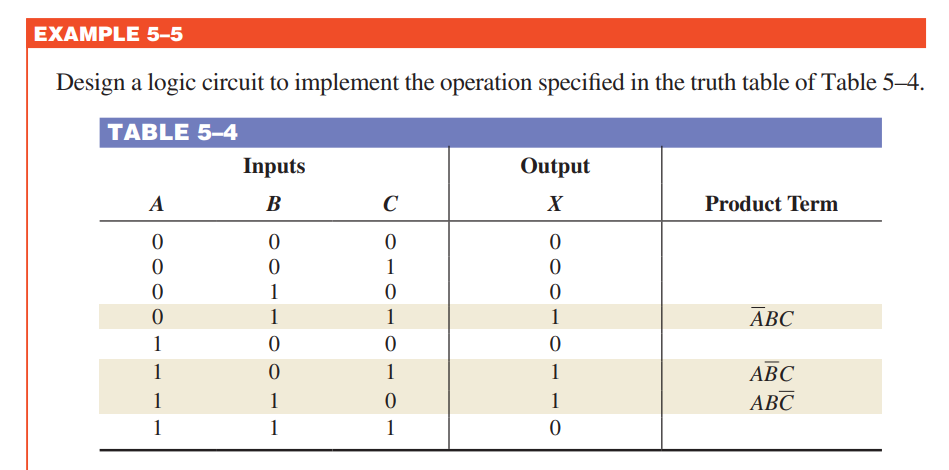 EXAMPLE 5–5
Design a logic circuit to implement the operation specified in the truth table of Table 5–4.
TABLE 5–4
Inputs Output
A B C X Product Term
0 0 0 0
0 0 1 0
0 1 0 0
0 1 1 1 A̅BC
1 0 0 0
1 0 1 1 AB̅C
1 1 0 1 ABC̅
1 1 1 0